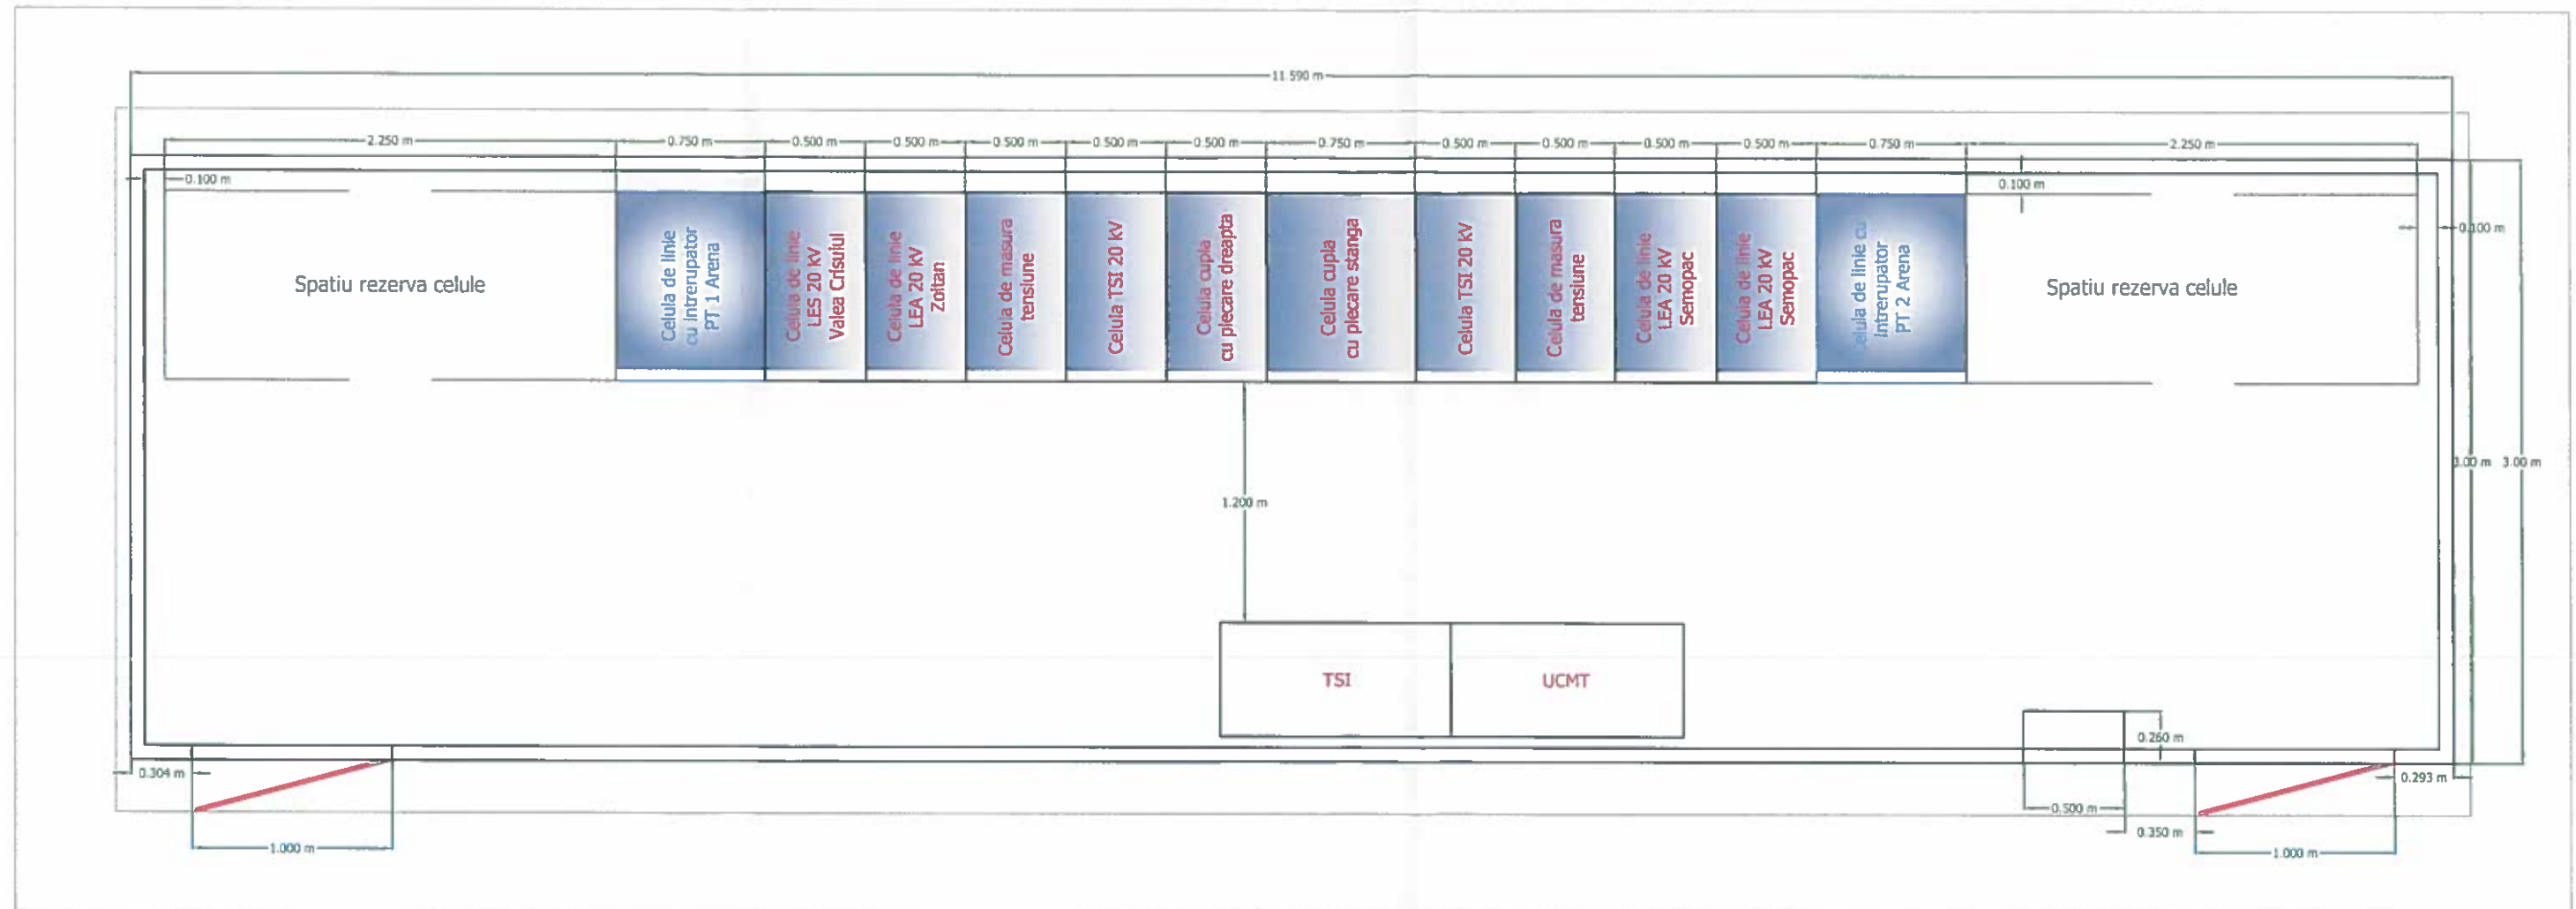 11.590 m
2.250 m
0.750 m
0.500 m
0.500 m
0.500 m
0.500 m
0.500 m
0.750 m
0.500 m
0.500 m
0.500 m
0.500 m
0.750 m
2.250 m
0.100 m
0.100 m
0.100 m
Spatiu rezerva celule
Celula de linie
cu Intrerupator
PT 1 Arena
Celula de linie
LES 20 kV
Valea Crisului
Celula de linie
LEA 20 kV
Zoltan
Celula de masura
tensiune
Celula TSI 20 kV
Celula cupla
cu plecare dreapta
Celula cupla
cu plecare stanga
Celula TSI 20 kV
Celula de masura
tensiune
Celula de linie
LEA 20 kV
Semopac
Celula de linie
LEA 20 kV
Semopac
Celula de linie cu
Intrerupator
PT 2 Arena
Spatiu rezerva celule
3.00 m
3.00 m
1.200 m
TSI
UCMT
0.260 m
0.304 m
0.293 m
0.500 m
0.350 m
1.000 m
1.000 m